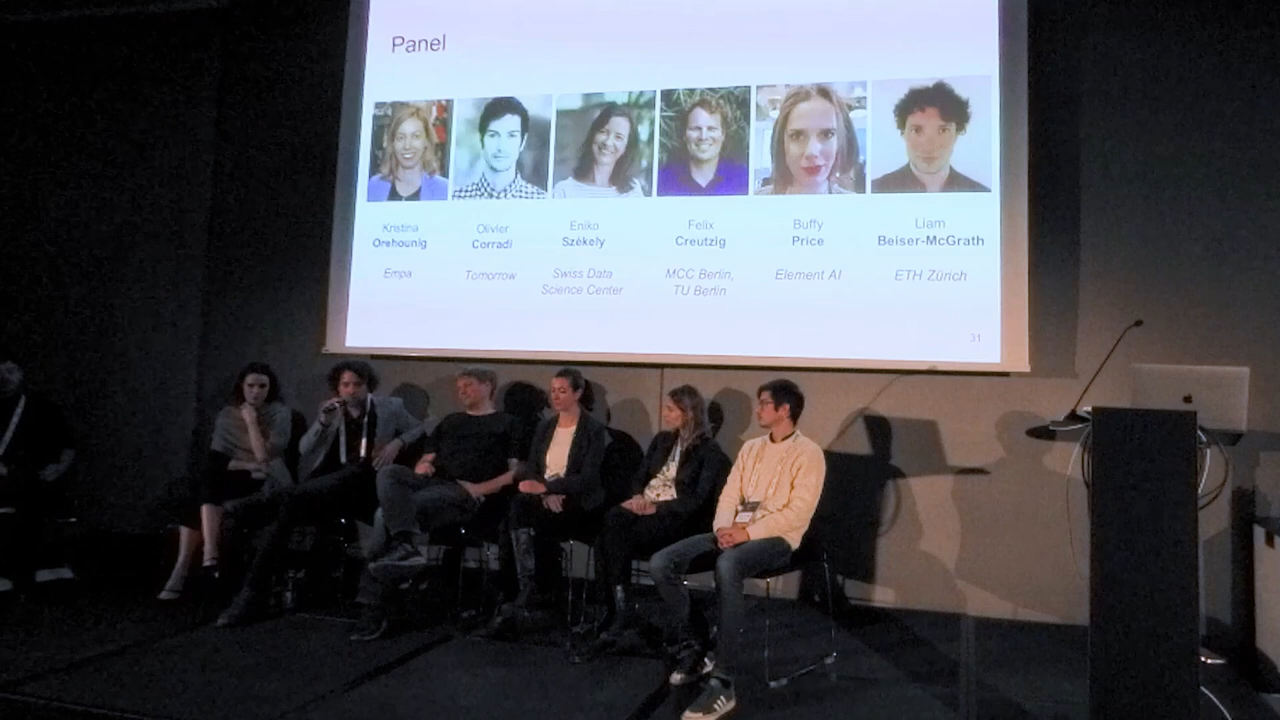 Panel
Kristina
Orehounig
Empa
Olivier
Corradi
Tomorrow
Eniko
Székely
Swiss Data
Science Center
Felix
Creutzig
MCC Berlin,
TU Berlin
Buffy
Price
Element AI
Liam
Beiser-McGrath
ETH Zürich
31